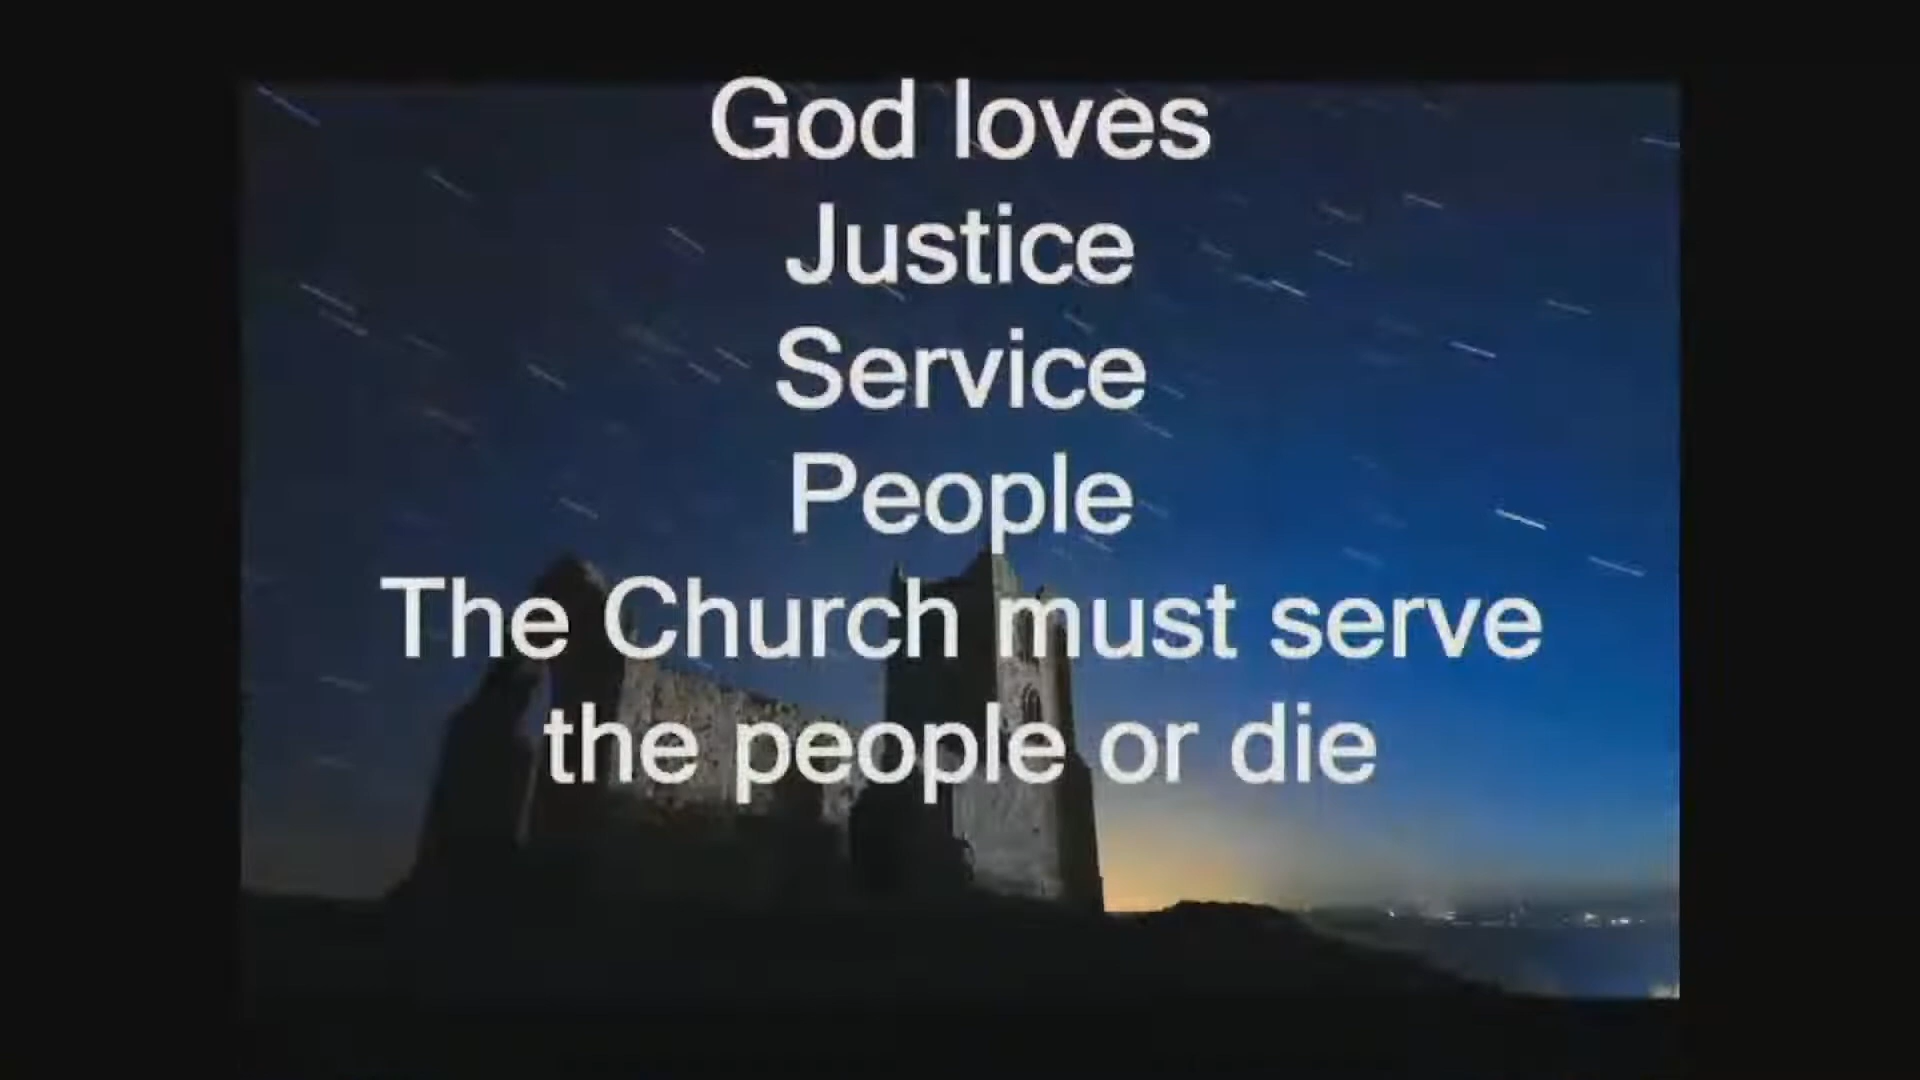 God loves
Justice
Service
People
The Church must serve
the people or die